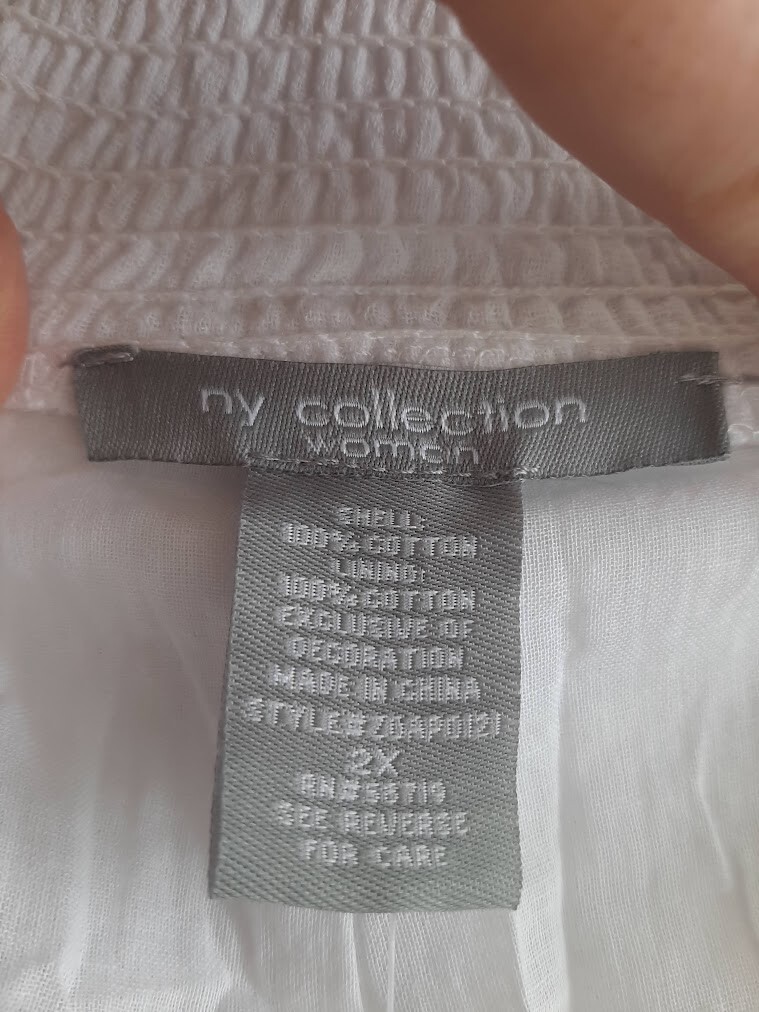 ny collection
woman
SHELL:
100% COTTON
LINING:
100% COTTON
EXCLUSIVE OF
DECORATION
MADE IN CHINA
2X
SEE REVERSE
FOR CARE